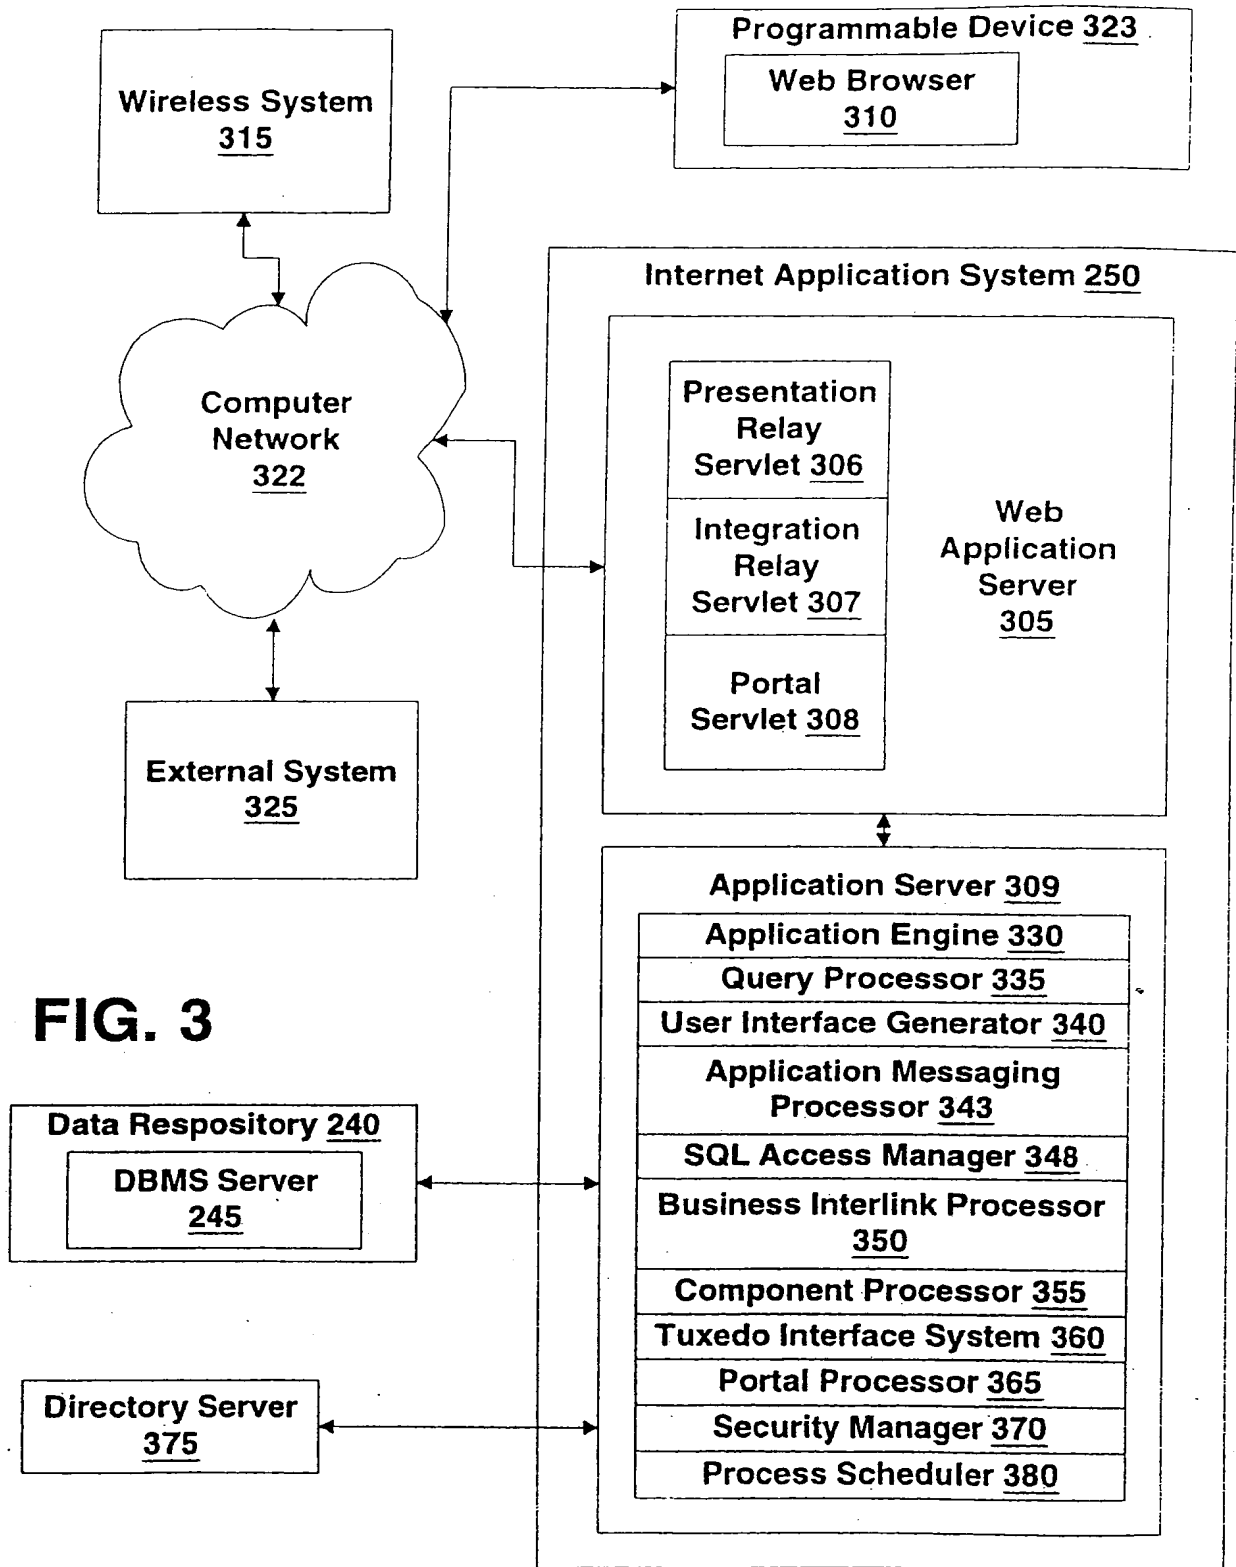 Programmable Device 323
Web Browser
310
Wireless System
315
Internet Application System 250
Presentation
Relay
Servlet 306
Integration
Relay
Servlet 307
Portal
Servlet 308
Web
Application
Server
305
Computer
Network
322
External System
325
Application Server 309
Application Engine 330
Query Processor 335
User Interface Generator 340
Application Messaging
Processor 343
SQL Access Manager 348
Business Interlink Processor
350
Component Processor 355
Tuxedo Interface System 360
Portal Processor 365
Security Manager 370
Process Scheduler 380
FIG. 3
Data Respository 240
DBMS Server
245
Directory Server
375